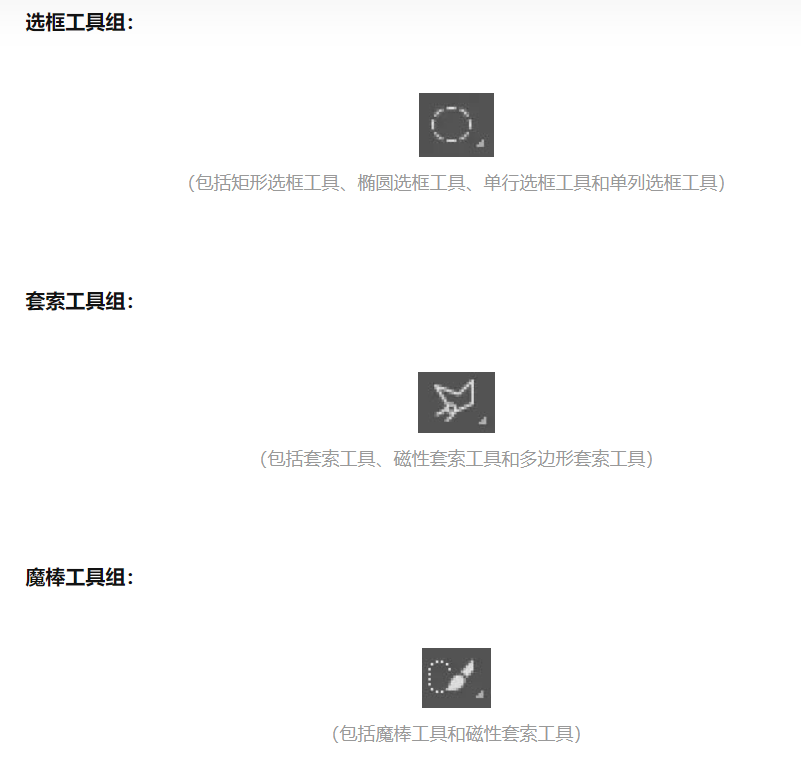 选框工具组：
（包括矩形选框工具、椭圆选框工具、单行选框工具和单列选框工具）
套索工具组：
（包括套索工具、磁性套索工具和多边形套索工具）
魔棒工具组：
（包括魔棒工具和磁性套索工具）